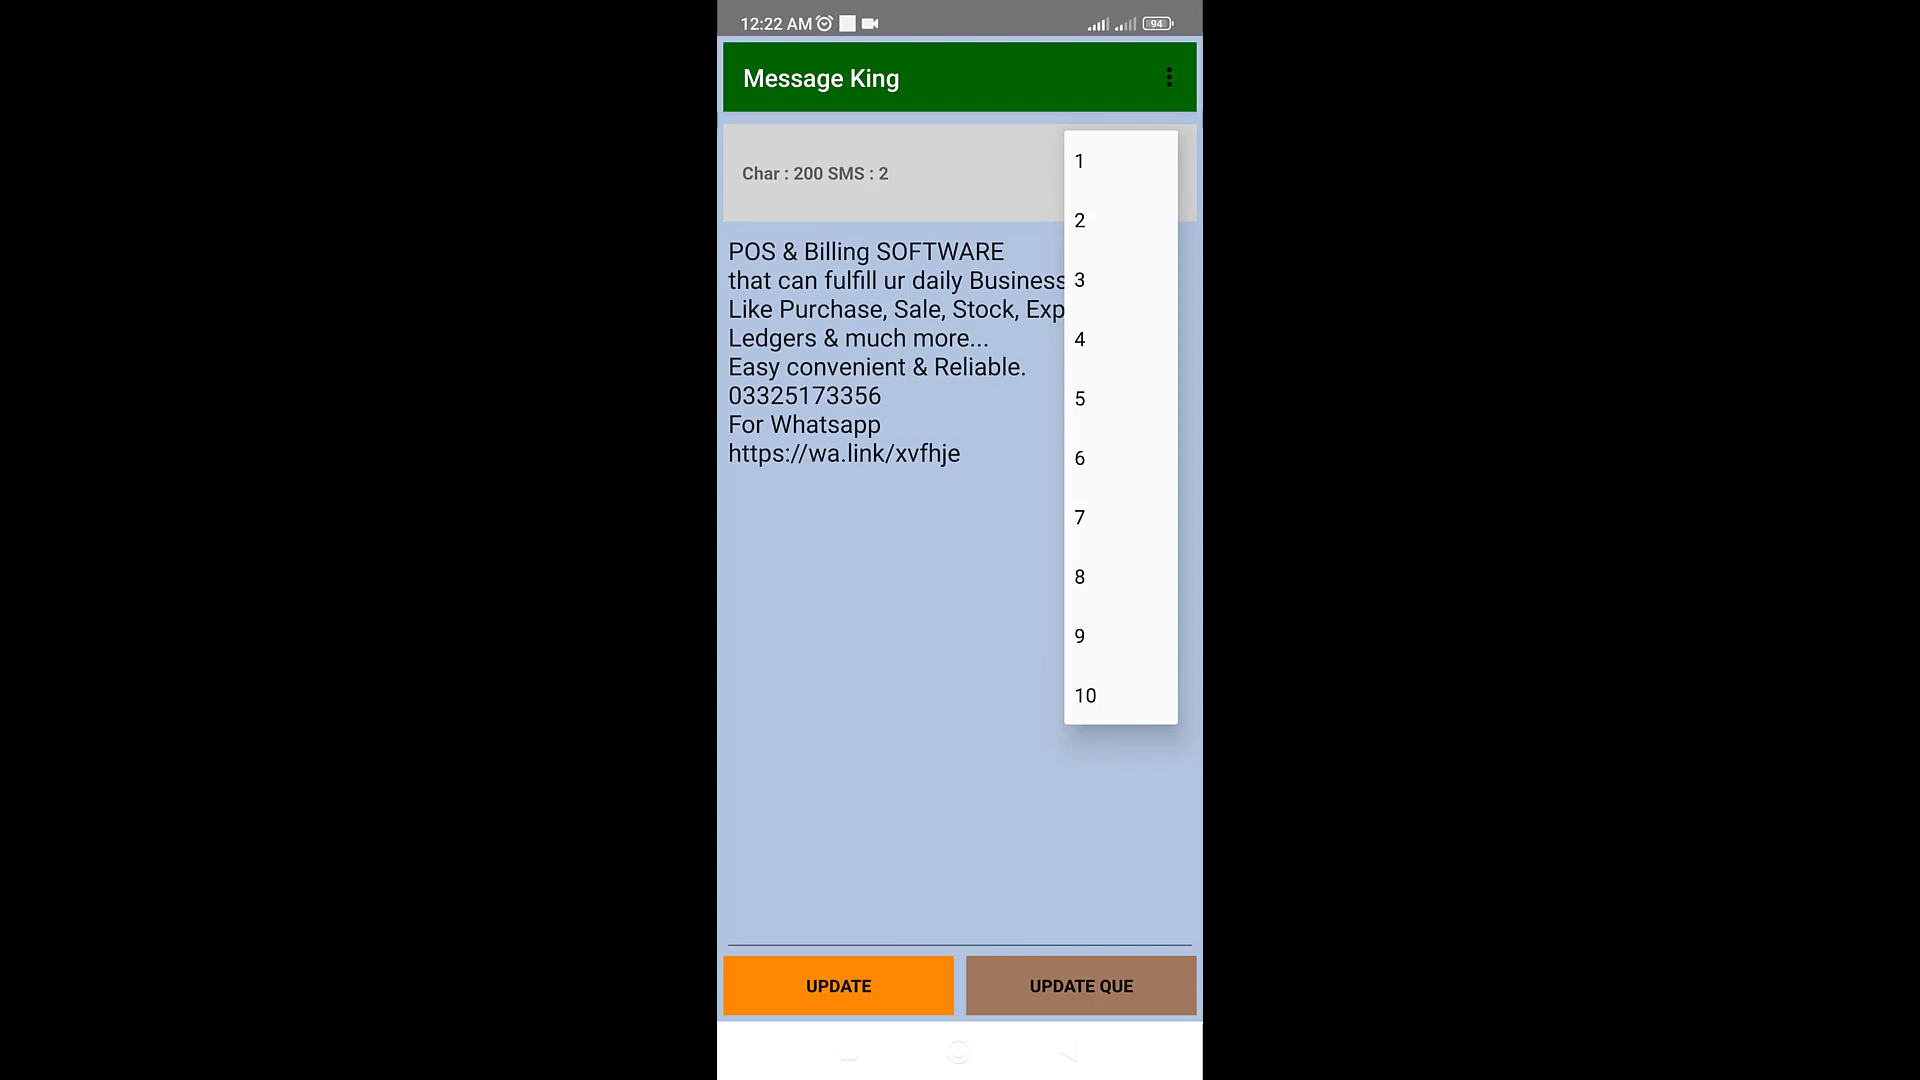 12:22 AM
94
Message King
Char : 200 SMS : 2
POS & Billing SOFTWARE
that can fulfill ur daily Business
Like Purchase, Sale, Stock, Exp
Ledgers & much more...
Easy convenient & Reliable.
03325173356
For Whatsapp
https://wa.link/xvfhje
1
2
3
4
5
6
7
8
9
10
UPDATE
UPDATE QUE